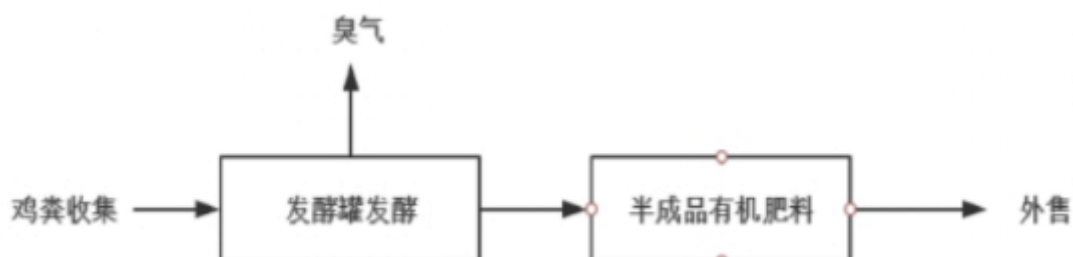 臭气
鸡粪收集
发酵罐发酵
半成品有机肥料
外售